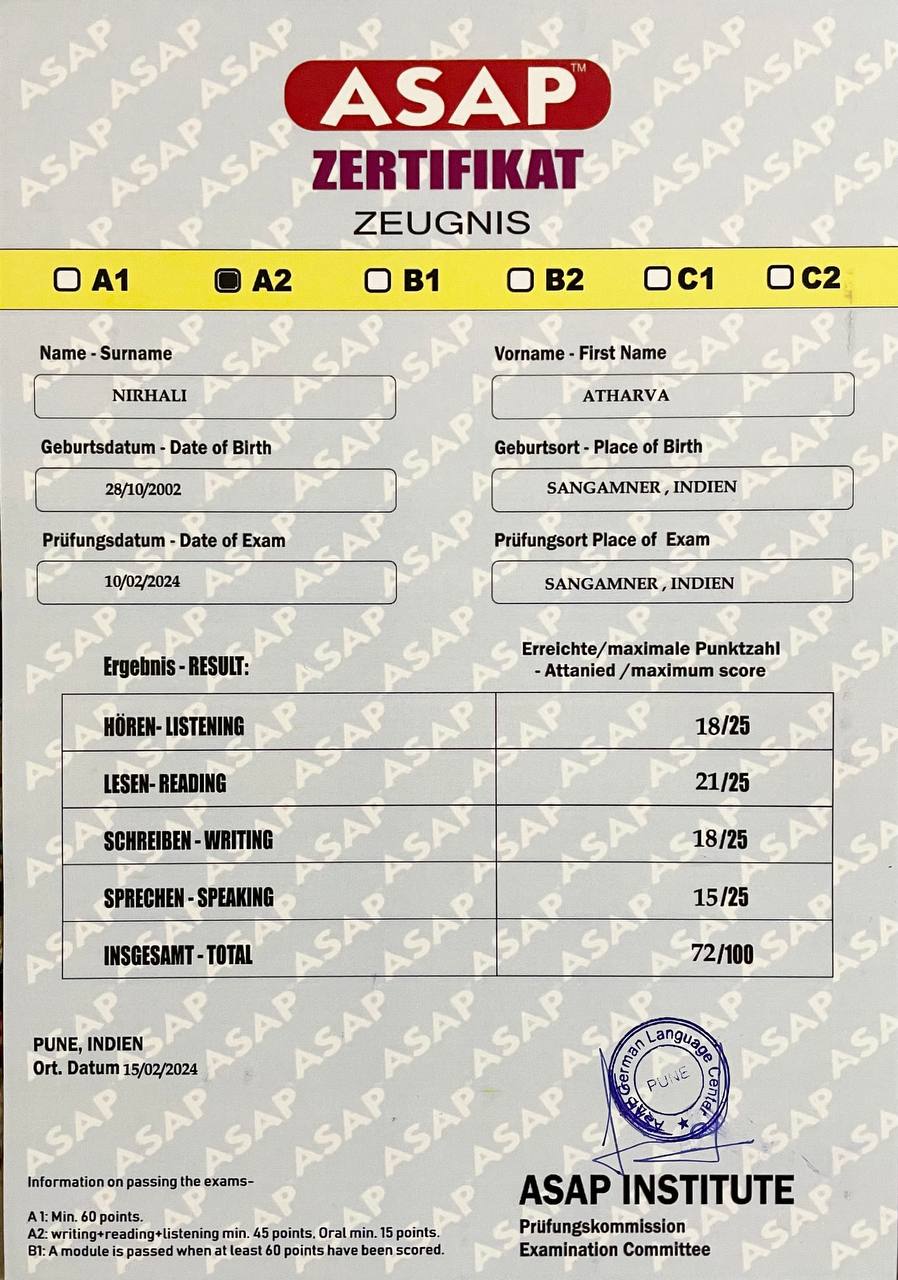 ASAP™
ZERTIFIKAT
ZEUGNIS
A1 A2 B1 B2 C1 C2
Name - Surname
NIRHALI
Vorname - First Name
ATHARVA
Geburtsdatum - Date of Birth
28/10/2002
Geburtsort - Place of Birth
SANGAMNER , INDIEN
Prüfungsdatum - Date of Exam
10/02/2024
Prüfungsort Place of Exam
SANGAMNER , INDIEN
Ergebnis - RESULT:
Erreichte/maximale Punktzahl
- Attanied /maximum score
HÖREN- LISTENING 18/25
LESEN- READING 21/25
SCHREIBEN - WRITING 18/25
SPRECHEN - SPEAKING 15/25
INSGESAMT - TOTAL 72/100
PUNE, INDIEN
Ort. Datum 15/02/2024
German Language Center
PUNE
ASAP INSTITUTE
Prüfungskommission
Examination Committee
Information on passing the exams-
A 1: Min. 60 points.
A2: writing+reading+listening min. 45 points, Oral min. 15 points.
B1: A module is passed when at least 60 points have been scored.